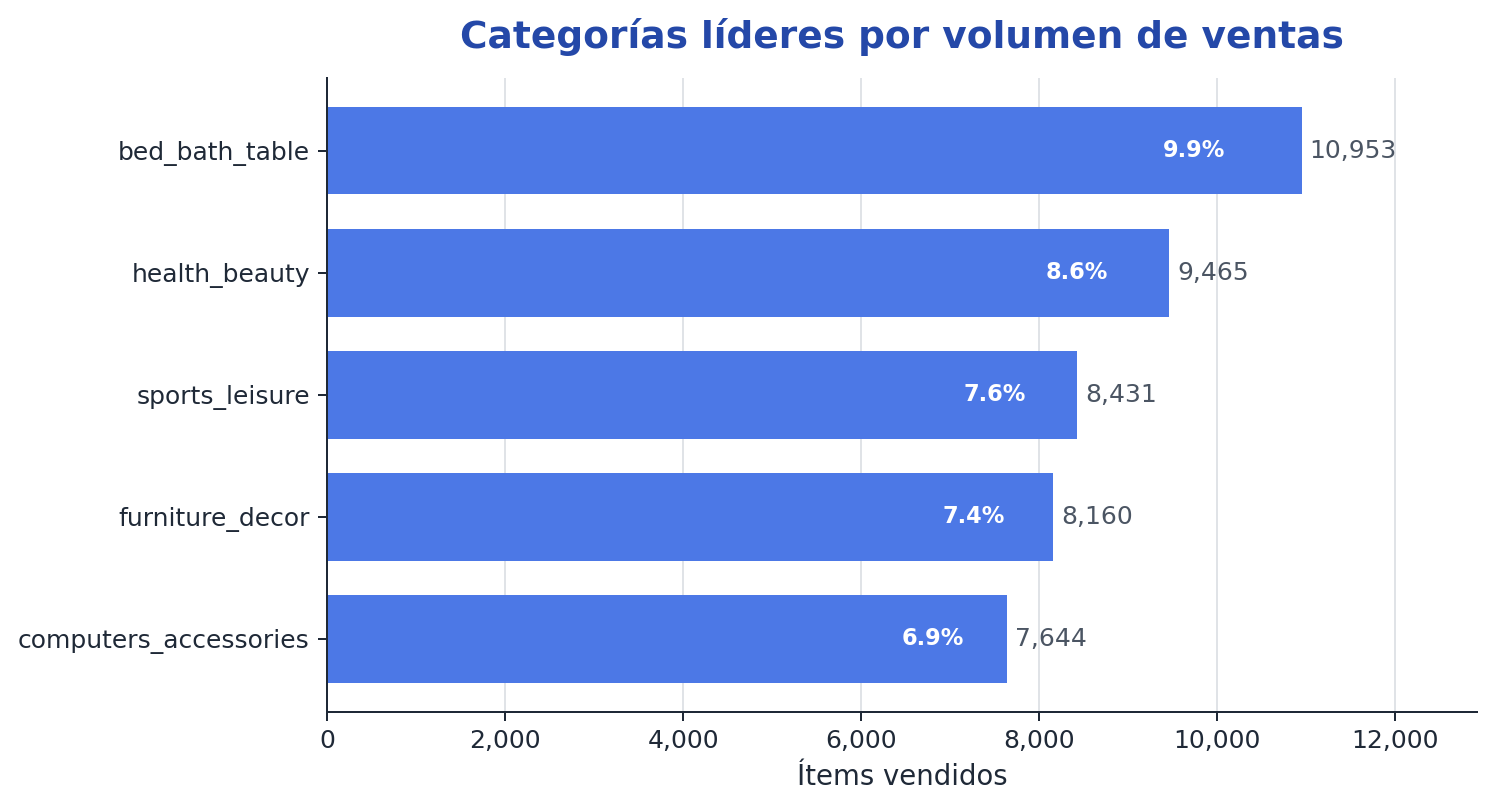 Categorías líderes por volumen de ventas
bed_bath_table 9.9% 10,953
health_beauty 8.6% 9,465
sports_leisure 7.6% 8,431
furniture_decor 7.4% 8,160
computers_accessories 6.9% 7,644
0 2,000 4,000 6,000 8,000 10,000 12,000
Ítems vendidos